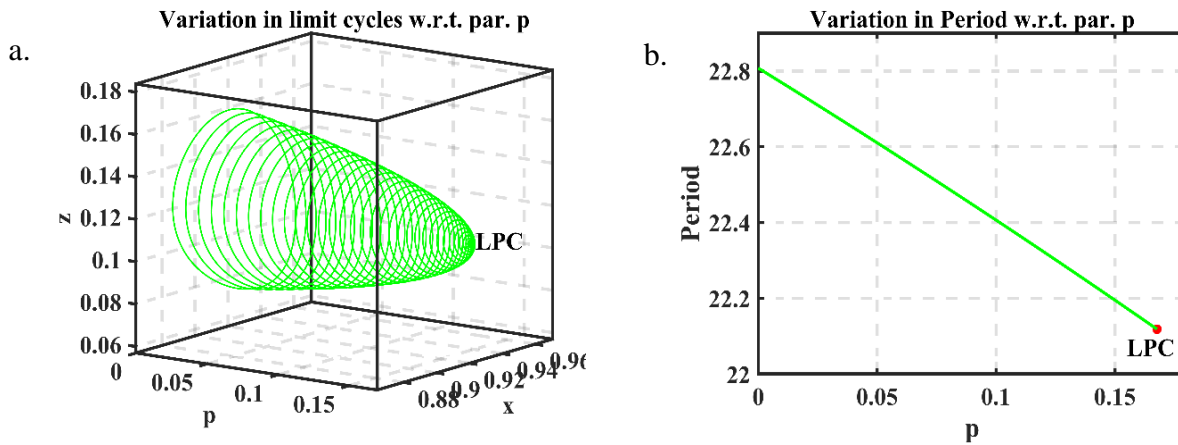 a.
Variation in limit cycles w.r.t. par. p
0.18
0.16
0.14
0.12
0.1
0.08
0.06
z
LPC
0
0.05
0.1
0.15
p
0.88
0.9
0.92
0.94
0.96
x
b.
Variation in Period w.r.t. par. p
22.8
22.6
22.4
22.2
22
Period
LPC
0
0.05
0.1
0.15
p